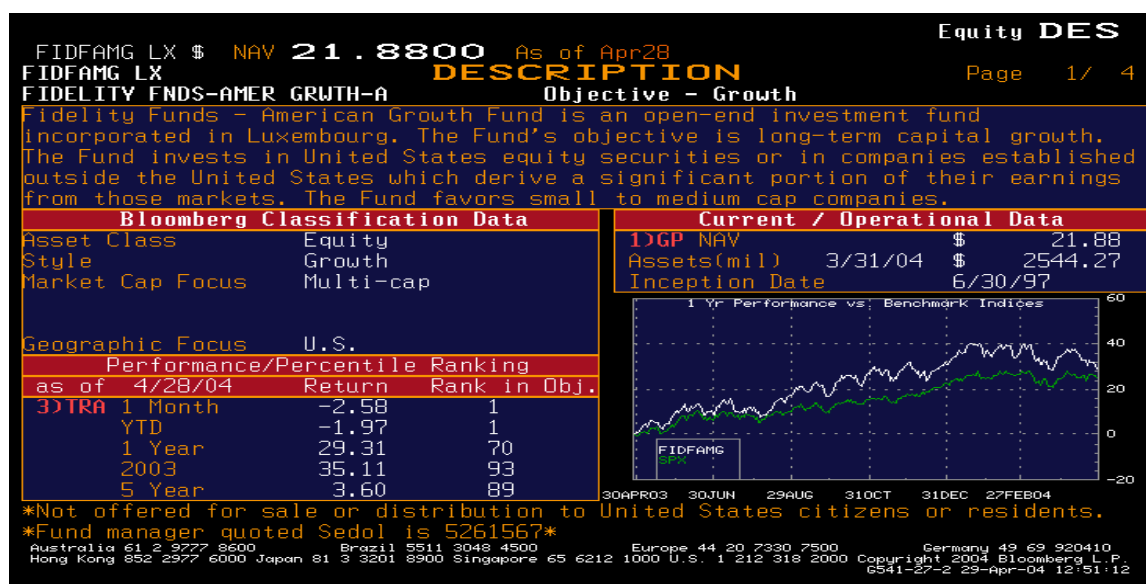 Equity DES
FIDFAMG LX $ NAV 21.8800 As of Apr28
FIDFAMG LX DESCRIPTION Page 1/ 4
FIDELITY FNDS-AMER GRWTH-A Objective - Growth
Fidelity Funds - American Growth Fund is an open-end investment fund
incorporated in Luxembourg. The Fund's objective is long-term capital growth.
The Fund invests in United States equity securities or in companies established
outside the United States which derive a significant portion of their earnings
from those markets. The Fund favors small to medium cap companies.
Bloomberg Classification Data
Asset Class Equity
Style Growth
Market Cap Focus Multi-cap
Geographic Focus U.S.
Performance/Percentile Ranking
as of 4/28/04 Return Rank in Obj.
3)TRA 1 Month -2.58 1
YTD -1.97 1
1 Year 29.31 70
2003 35.11 93
5 Year 3.60 89
Current / Operational Data
1)GP NAV $ 21.88
Assets(mil) 3/31/04 $ 2544.27
Inception Date 6/30/97
1 Yr Performance vs. Benchmark Indices
60
40
20
0
-20
FIDFAMG
SPX
30APR03 30JUN 29AUG 31OCT 31DEC 27FEB04
*Not offered for sale or distribution to United States citizens or residents.
*Fund manager quoted Sedol is 5261567*
Australia 61 2 9777 8600 Brazil 5511 3048 4500 Europe 44 20 7330 7500 Germany 49 69 920410
Hong Kong 852 2977 6000 Japan 81 3 3201 8900 Singapore 65 6212 1000 U.S. 1 212 318 2000 Copyright 2004 Bloomberg L.P.
G541-27-2 29-Apr-04 12:51:12